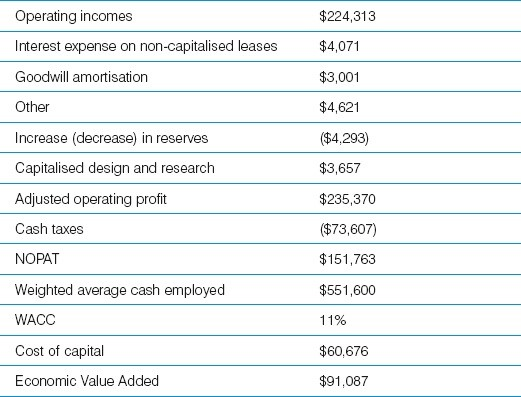 Operating incomes $224,313
Interest expense on non-capitalised leases $4,071
Goodwill amortisation $3,001
Other $4,621
Increase (decrease) in reserves ($4,293)
Capitalised design and research $3,657
Adjusted operating profit $235,370
Cash taxes ($73,607)
NOPAT $151,763
Weighted average cash employed $551,600
WACC 11%
Cost of capital $60,676
Economic Value Added $91,087